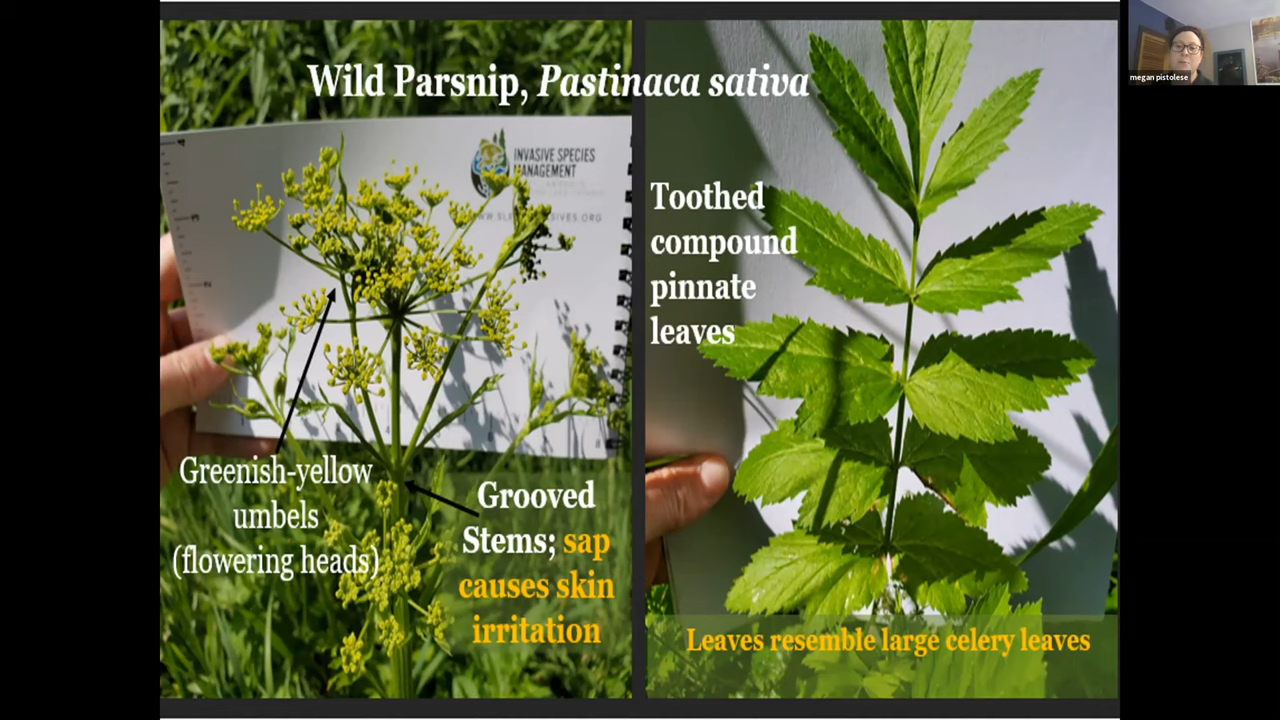 Wild Parsnip, Pastinaca sativa
INVASIVE SPECIES
MANAGEMENT
Toothed
compound
pinnate
leaves
Greenish-yellow
umbels
(flowering heads)
Grooved
Stems; sap
causes skin
irritation
Leaves resemble large celery leaves
megan pistolese